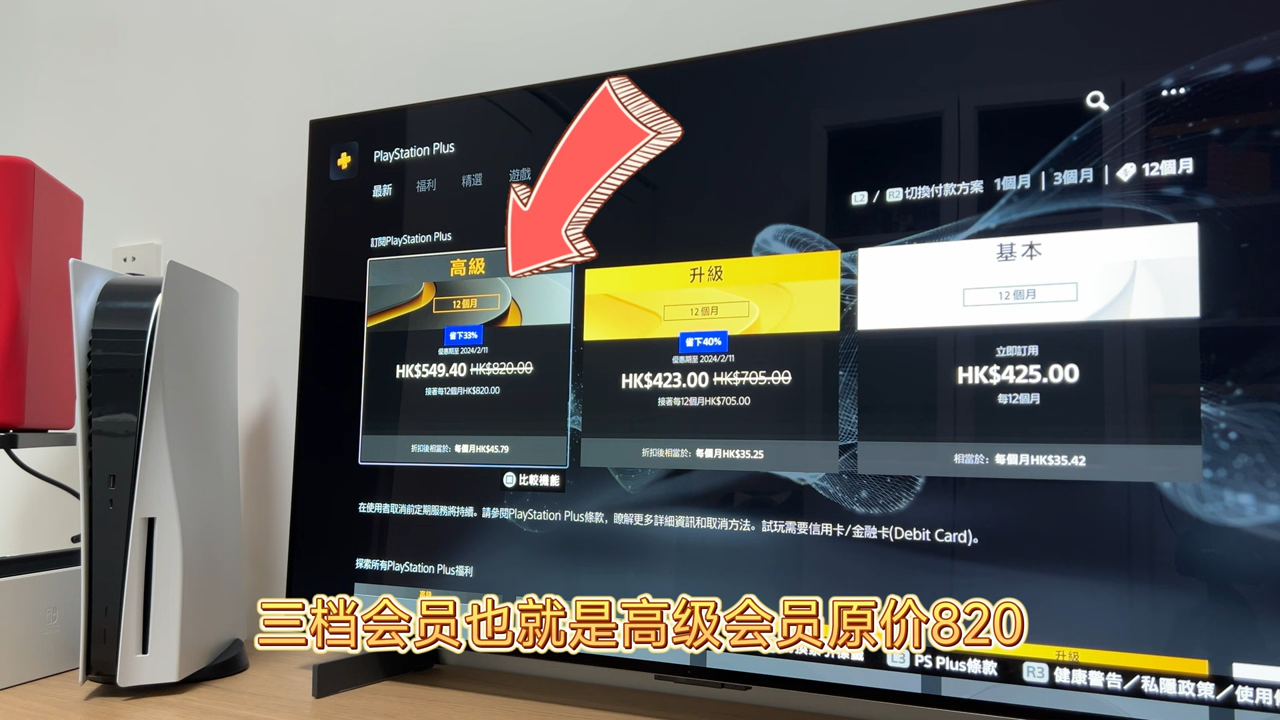 PlayStation Plus
最新 福利 精選 遊戲
L2 / R2 切換付款方案 1個月 | 3個月 | 12個月
訂閱PlayStation Plus
高級
12 個月
省下33%
優惠期至 2024/2/11
HK$549.40 HK$820.00
接著每12個月HK$820.00
折扣後相當於：每個月HK$45.79
升級
12 個月
省下40%
優惠期至 2024/2/11
HK$423.00 HK$705.00
接著每12個月HK$705.00
折扣後相當於：每個月HK$35.25
基本
12 個月
立即訂用
HK$425.00
每12個月
相當於：每個月HK$35.42
比較機能
在使用者取消前定期服務將持續。請參閱PlayStation Plus條款，瞭解更多詳細資訊和取消方法。試玩需要信用卡/金融卡(Debit Card)。
探索所有PlayStation Plus福利
三档会员也就是高级会员原价820
升級
L3 PS Plus條款 R3 健康警告／私隱政策／使用